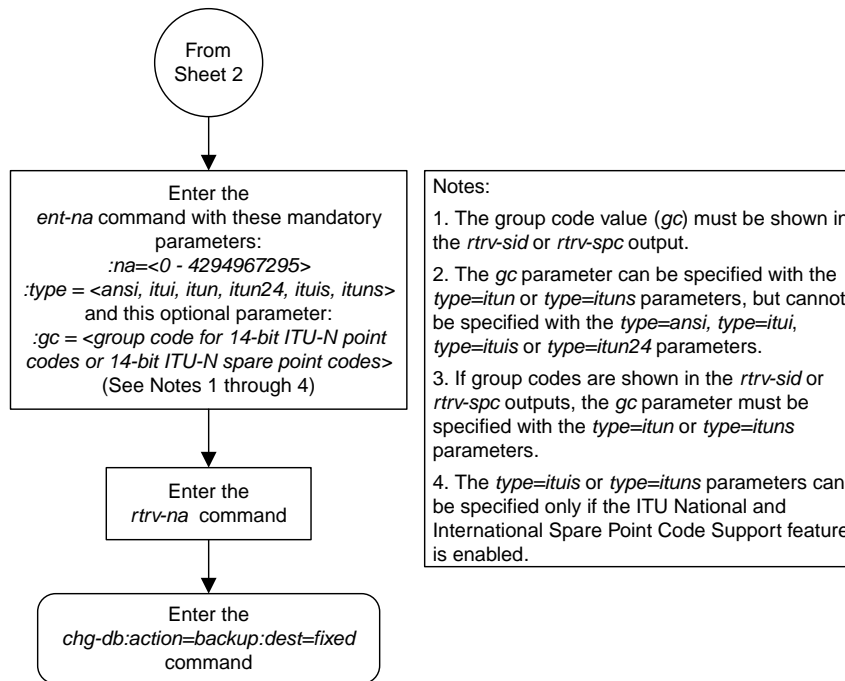 From
Sheet 2
Enter the
ent-na command with these mandatory
parameters:
:na=<0 - 4294967295>
:type = <ansi, itui, itun, itun24, ituis, ituns>
and this optional parameter:
:gc = <group code for 14-bit ITU-N point
codes or 14-bit ITU-N spare point codes>
(See Notes 1 through 4)
Enter the
rtrv-na command
Enter the
chg-db:action=backup:dest=fixed
command
Notes:
1. The group code value (gc) must be shown in
the rtrv-sid or rtrv-spc output.
2. The gc parameter can be specified with the
type=itun or type=ituns parameters, but cannot
be specified with the type=ansi, type=itui,
type=ituis or type=itun24 parameters.
3. If group codes are shown in the rtrv-sid or
rtrv-spc outputs, the gc parameter must be
specified with the type=itun or type=ituns
parameters.
4. The type=ituis or type=ituns parameters can
be specified only if the ITU National and
International Spare Point Code Support feature
is enabled.